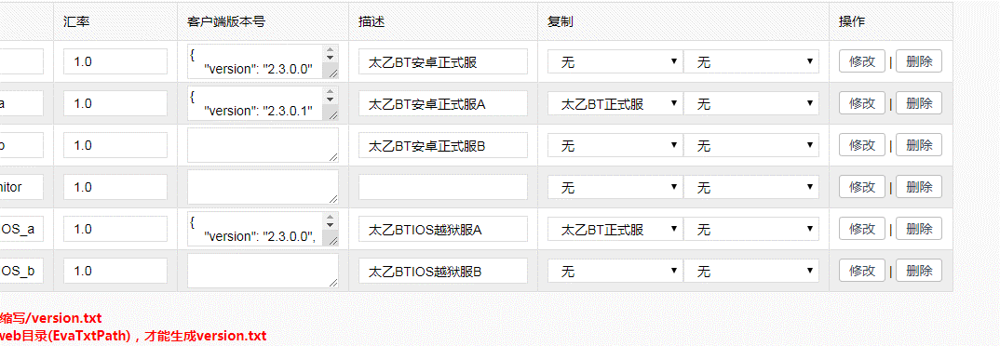 汇率 客户端版本号 描述 复制 操作
1.0 { "version": "2.3.0.0" 太乙BT安卓正式服 无 无 修改 | 删除
a 1.0 { "version": "2.3.0.1" 太乙BT安卓正式服A 太乙BT正式服 无 修改 | 删除
1.0 太乙BT安卓正式服B 无 无 修改 | 删除
nitor 1.0 无 无 修改 | 删除
OS_a 1.0 { "version": "2.3.0.0", 太乙BTIOS越狱服A 太乙BT正式服 无 修改 | 删除
OS_b 1.0 太乙BTIOS越狱服B 无 无 修改 | 删除
缩写/version.txt
web目录(EvaTxtPath)，才能生成version.txt